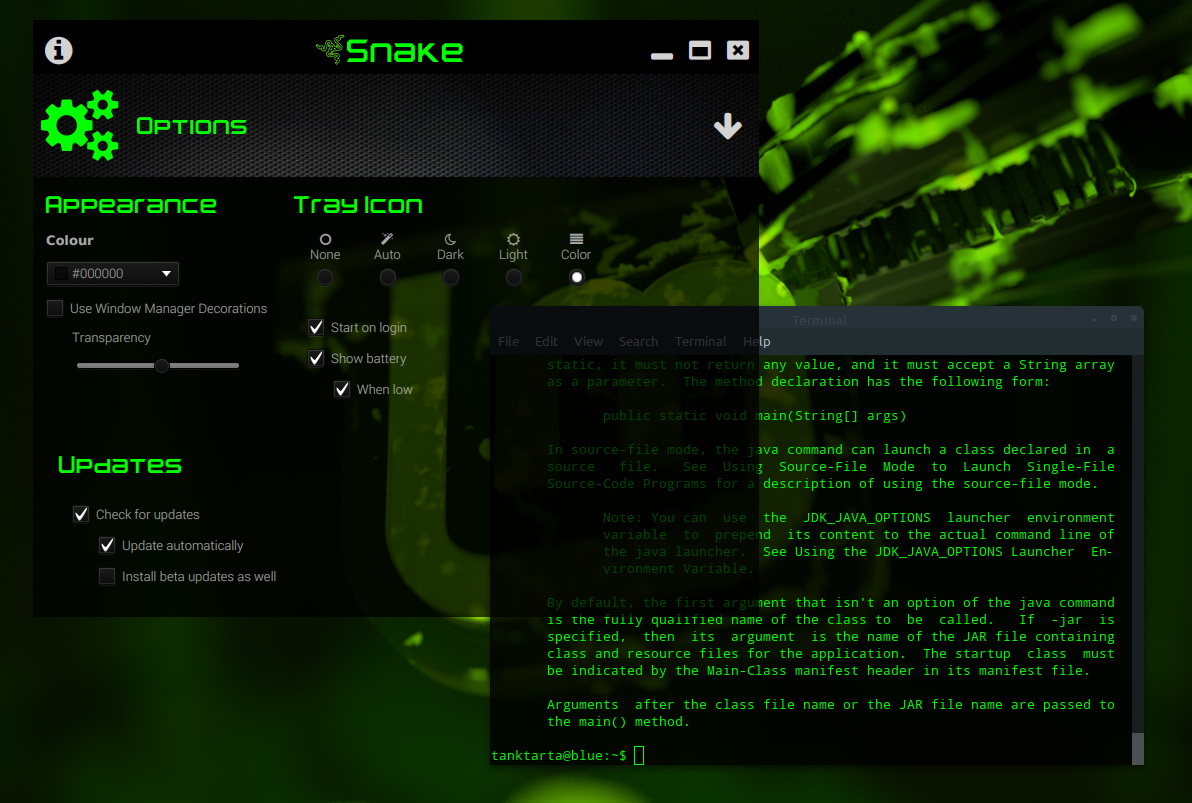 Snake
Options
Appearance
Tray Icon
Colour
None Auto Dark Light Color
#000000
Use Window Manager Decorations
Transparency
Start on login
Show battery
When low
Updates
Check for updates
Update automatically
Install beta updates as well
Terminal
File Edit View Search Terminal Help
static, it must not return any value, and it must accept a String array
as a parameter.  The method declaration has the following form:
public static void main(String[] args)
In source-file mode, the java command can launch a class declared in  a
source  file.  See  Using  Source-File  Mode  to  Launch  Single-File
Source-Code Programs for a description of using the source-file mode.
Note: You can  use  the  JDK_JAVA_OPTIONS  launcher  environment
variable  to  prepend  its content to the actual command line of
the java launcher.  See Using the JDK_JAVA_OPTIONS Launcher  En-
vironment Variable.
By default, the first argument that isn't an option of the java command
is the fully qualified name of the class to  be  called.  If  -jar  is
specified,  then  its  argument  is the name of the JAR file containing
class and resource files for the application.  The startup  class  must
be indicated by the Main-Class manifest header in its manifest file.
Arguments  after the class file name or the JAR file name are passed to
the main() method.
tanktarta@blue:~$